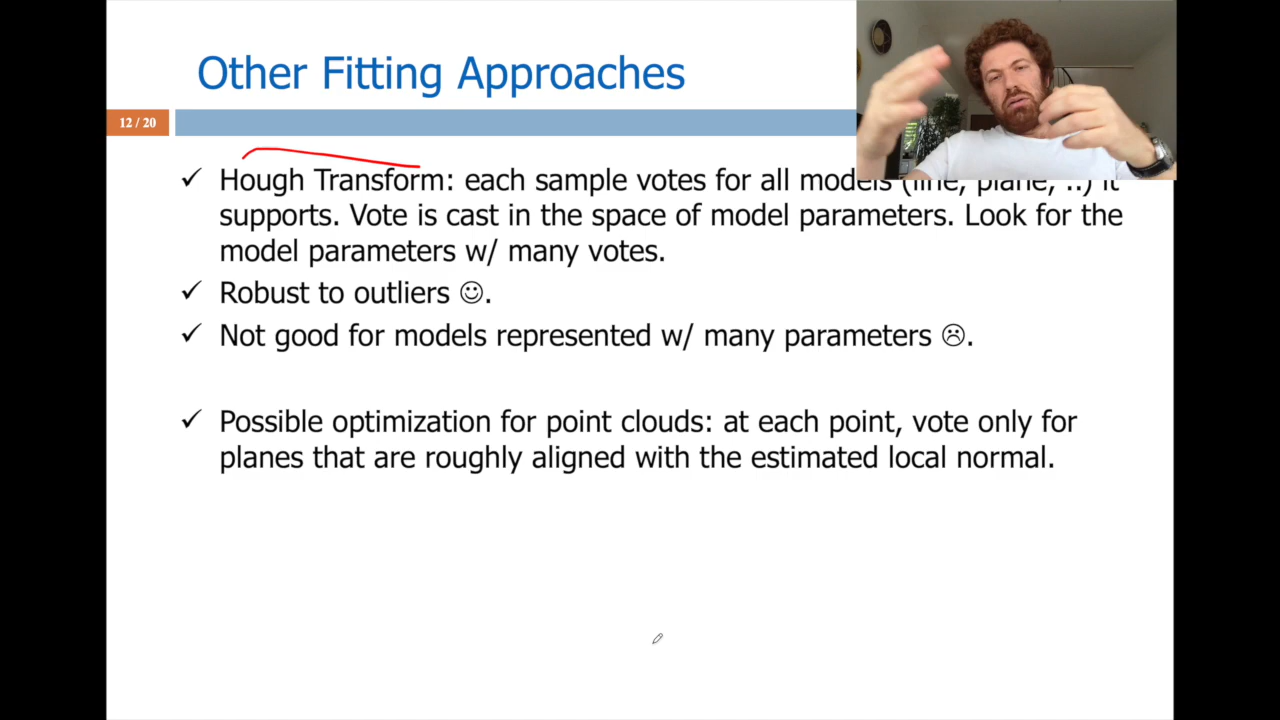 Other Fitting Approaches
12 / 20
✓ Hough Transform: each sample votes for all models (line, plane, ..) it
supports. Vote is cast in the space of model parameters. Look for the
model parameters w/ many votes.
✓ Robust to outliers ☺.
✓ Not good for models represented w/ many parameters ☹.
✓ Possible optimization for point clouds: at each point, vote only for
planes that are roughly aligned with the estimated local normal.